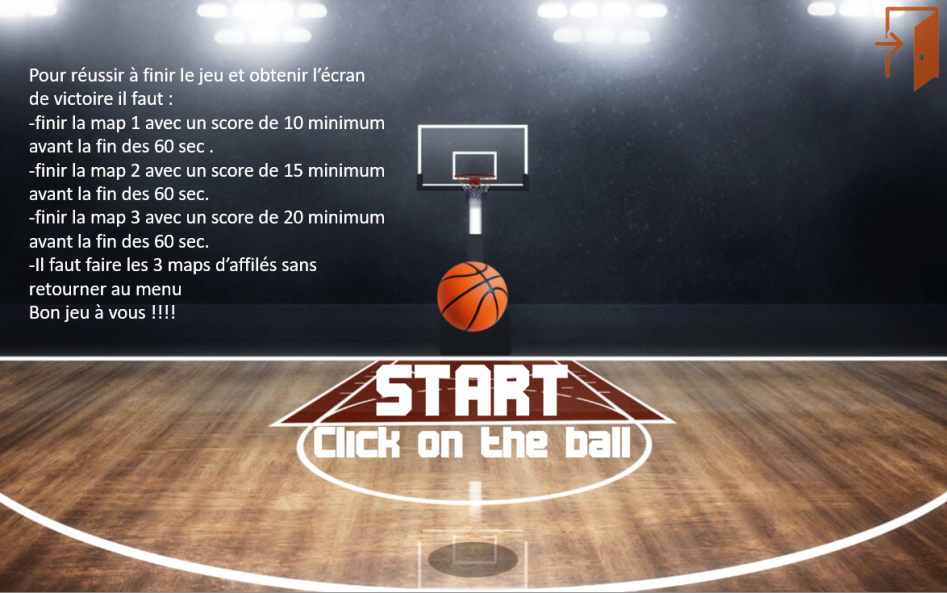 Pour réussir à finir le jeu et obtenir l’écran
de victoire il faut :
-finir la map 1 avec un score de 10 minimum
avant la fin des 60 sec .
-finir la map 2 avec un score de 15 minimum
avant la fin des 60 sec.
-finir la map 3 avec un score de 20 minimum
avant la fin des 60 sec.
-Il faut faire les 3 maps d’affilés sans
retourner au menu
Bon jeu à vous !!!!
START
Click on the ball